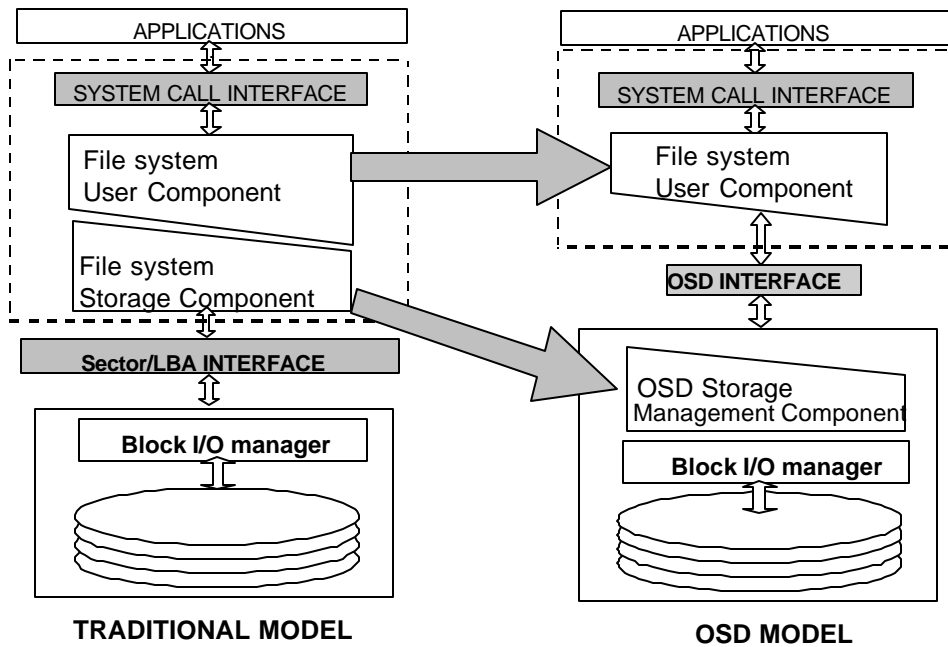 APPLICATIONS
SYSTEM CALL INTERFACE
File system
User Component
File system
Storage Component
Sector/LBA INTERFACE
Block I/O manager
TRADITIONAL MODEL
APPLICATIONS
SYSTEM CALL INTERFACE
File system
User Component
OSD INTERFACE
OSD Storage
Management Component
Block I/O manager
OSD MODEL